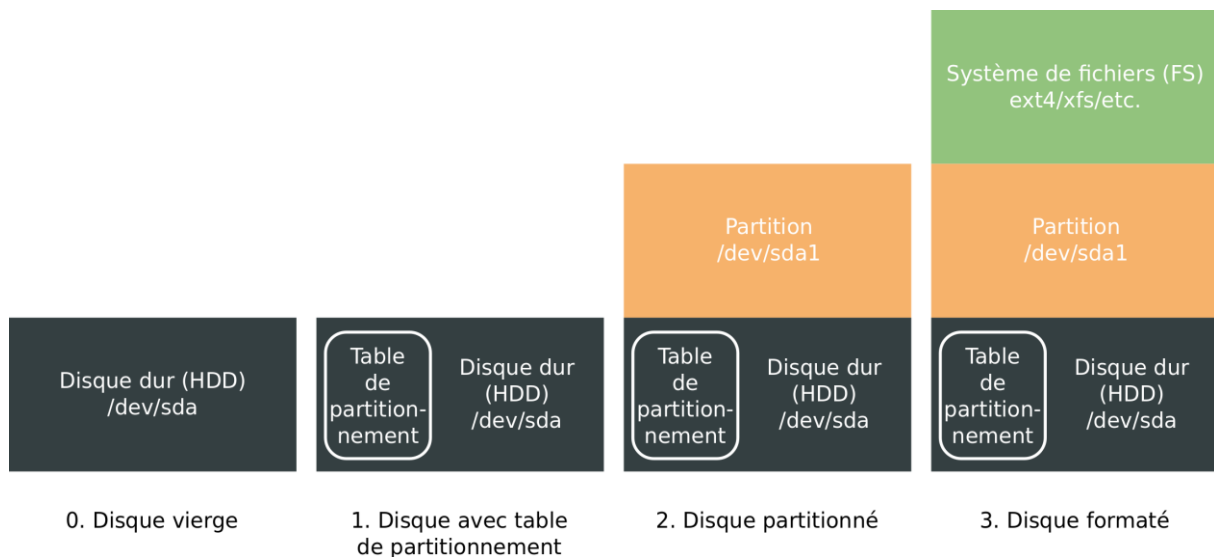 Système de fichiers (FS)
ext4/xfs/etc.
Partition
/dev/sda1
Partition
/dev/sda1
Disque dur (HDD)
/dev/sda
Table
de
partition-
nement
Disque dur
(HDD)
/dev/sda
Table
de
partition-
nement
Disque dur
(HDD)
/dev/sda
Table
de
partition-
nement
Disque dur
(HDD)
/dev/sda
0. Disque vierge
1. Disque avec table
de partitionnement
2. Disque partitionné
3. Disque formaté